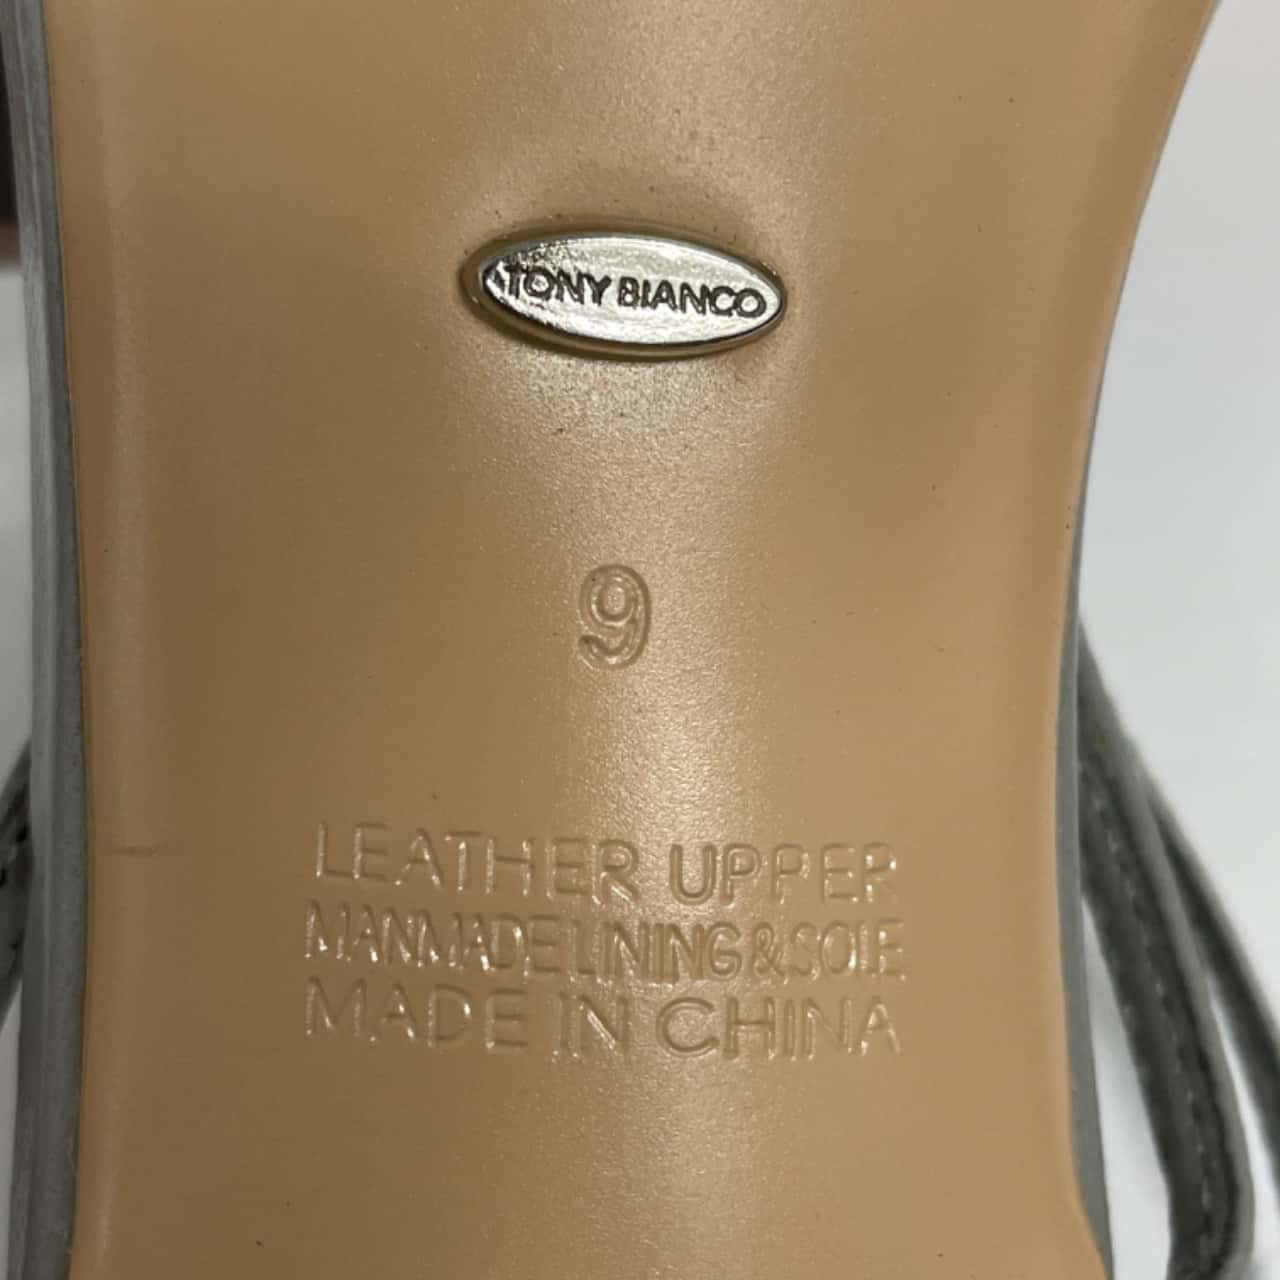 TONY BIANCO
9
LEATHER UPPER
MANMADE LINING & SOLE
MADE IN CHINA